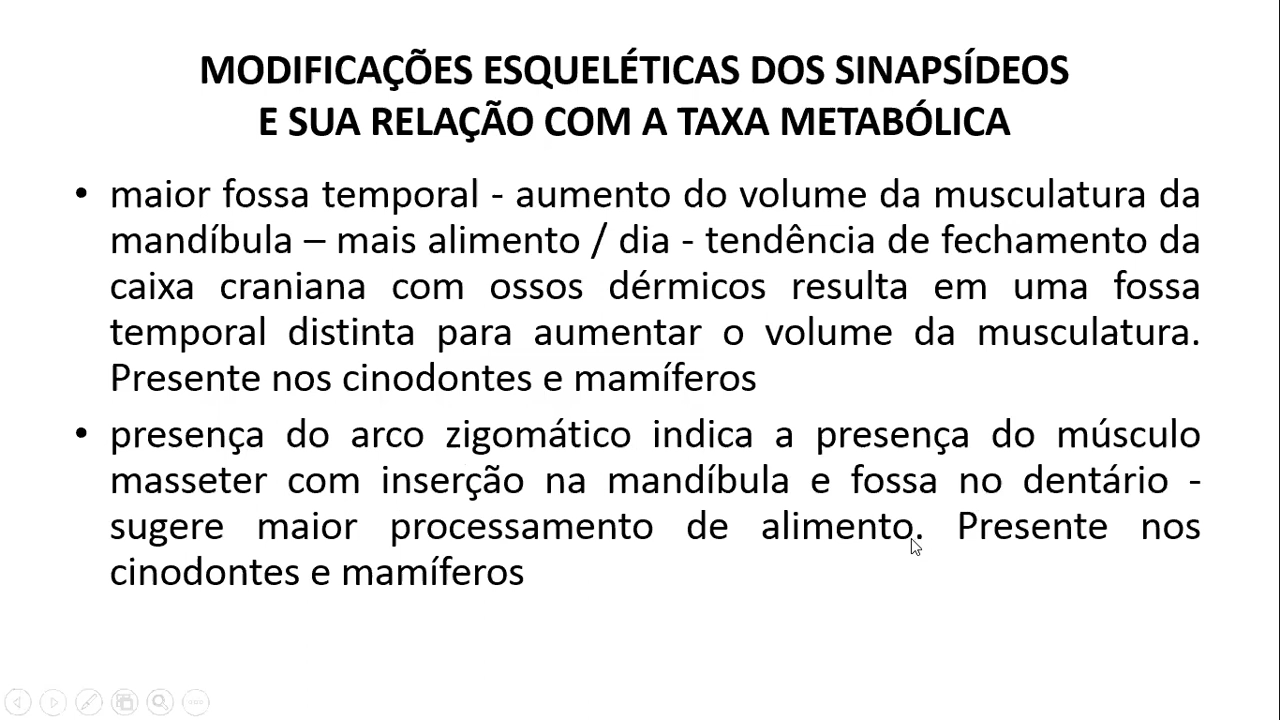 MODIFICAÇÕES ESQUELÉTICAS DOS SINAPSÍDEOS
E SUA RELAÇÃO COM A TAXA METABÓLICA
• maior fossa temporal - aumento do volume da musculatura da
mandíbula – mais alimento / dia - tendência de fechamento da
caixa craniana com ossos dérmicos resulta em uma fossa
temporal distinta para aumentar o volume da musculatura.
Presente nos cinodontes e mamíferos
• presença do arco zigomático indica a presença do músculo
masseter com inserção na mandíbula e fossa no dentário -
sugere maior processamento de alimento. Presente nos
cinodontes e mamíferos